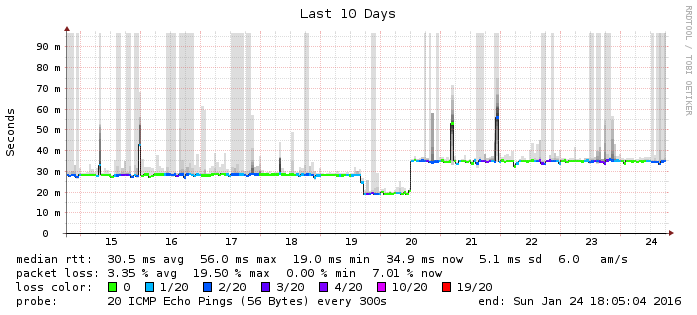 Last 10 Days
RRDTOOL / TOBI OETIKER
Seconds
90 m
80 m
70 m
60 m
50 m
40 m
30 m
20 m
10 m
0
15 16 17 18 19 20 21 22 23 24
median rtt: 30.5 ms avg 56.0 ms max 19.0 ms min 34.9 ms now 5.1 ms sd 6.0 am/s
packet loss: 3.35 % avg 19.50 % max 0.00 % min 7.01 % now
loss color: 0 1/20 2/20 3/20 4/20 10/20 19/20
probe: 20 ICMP Echo Pings (56 Bytes) every 300s end: Sun Jan 24 18:05:04 2016